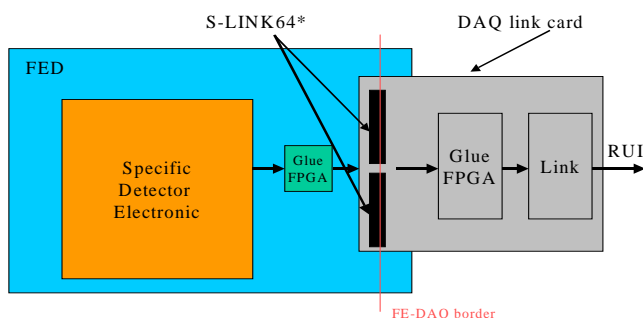 S-LINK64*
DAQ link card
FED
Specific
Detector
Electronic
Glue
FPGA
Glue
FPGA
Link
RUI
FE-DAQ border